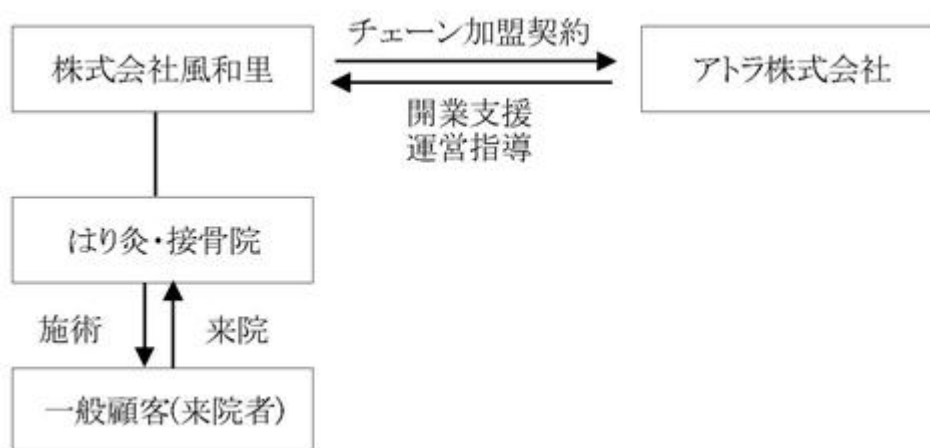 チェーン加盟契約
株式会社風和里
アトラ株式会社
開業支援
運営指導
はり灸・接骨院
施術
来院
一般顧客(来院者)